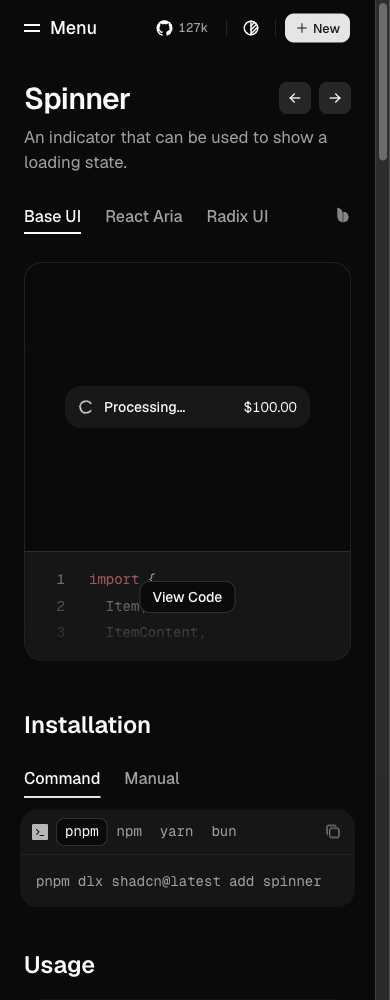 Menu
127k
+ New
Spinner
An indicator that can be used to show a
loading state.
Base UI
React Aria
Radix UI
Processing...
$100.00
1 import {
2 Item,
3 ItemContent,
View Code
Installation
Command
Manual
pnpm
npm
yarn
bun
pnpm dlx shadcn@latest add spinner
Usage